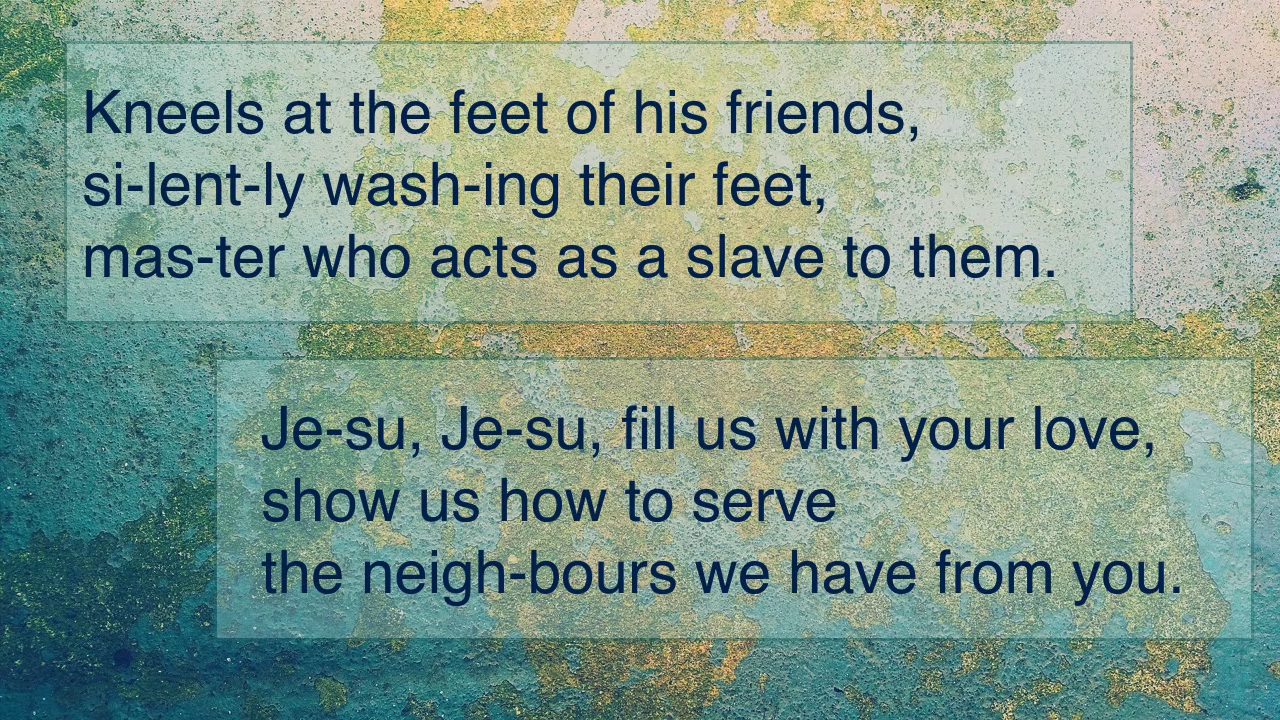 Kneels at the feet of his friends,
si-lent-ly wash-ing their feet,
mas-ter who acts as a slave to them.
Je-su, Je-su, fill us with your love,
show us how to serve
the neigh-bours we have from you.